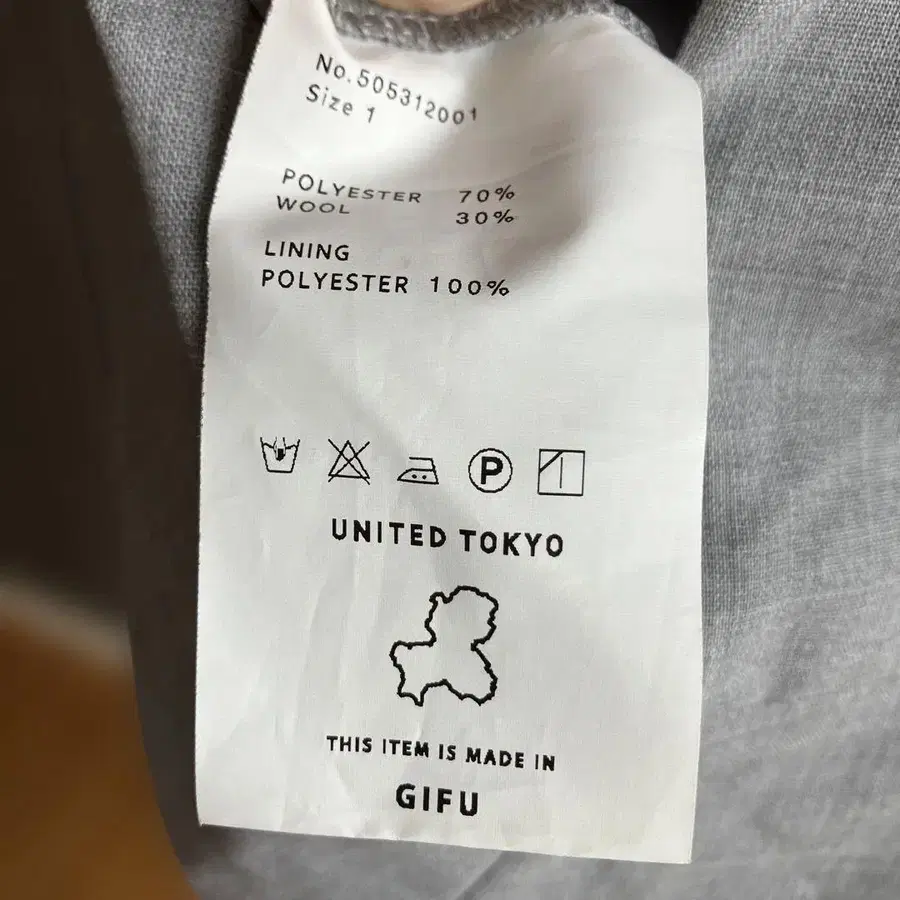 No.505312001
Size 1
POLYESTER 70%
WOOL 30%
LINING
POLYESTER 100%
P
UNITED TOKYO
THIS ITEM IS MADE IN
GIFU